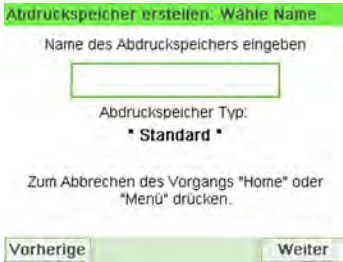 Abdruckspeicher erstellen: Wähle Name
Name des Abdruckspeichers eingeben
Abdruckspeicher Typ:
" Standard "
Zum Abbrechen des Vorgangs "Home" oder
"Menü" drücken.
Vorherige
Weiter